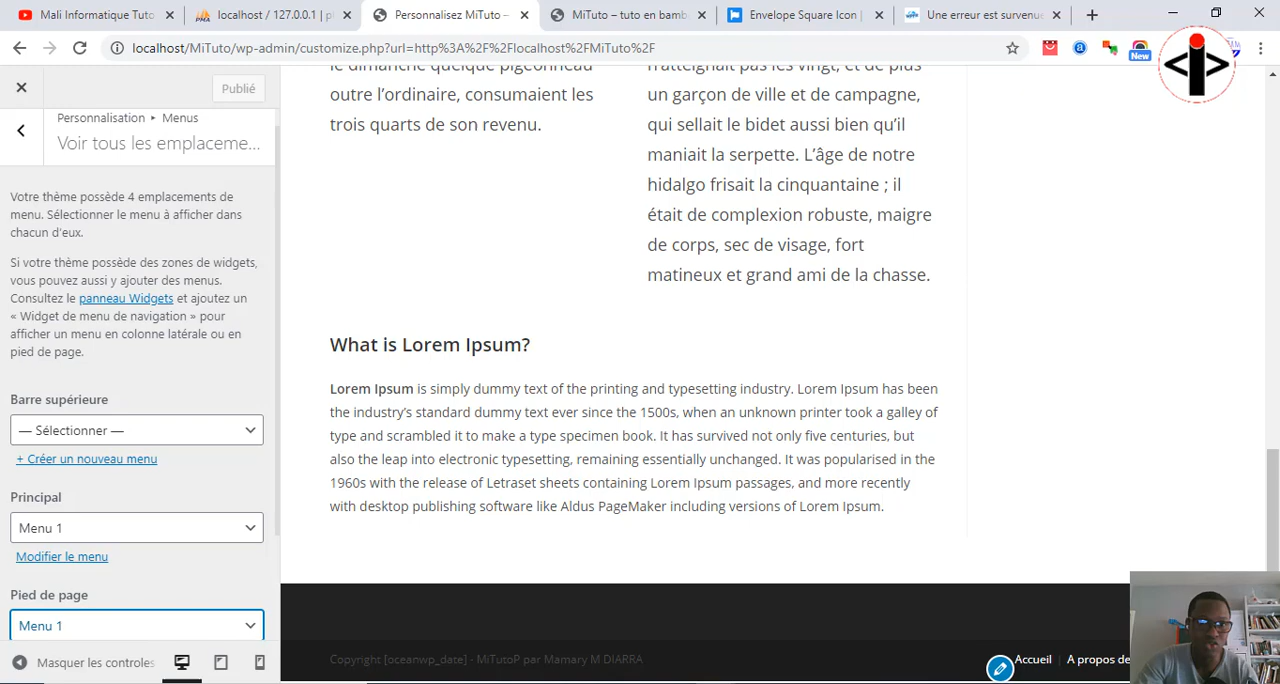 Mali Informatique Tuto
localhost / 127.0.0.1 | p
Personnalisez MiTuto –
MiTuto – tuto en bamb
Envelope Square Icon |
Une erreur est survenue
localhost/MiTuto/wp-admin/customize.php?url=http%3A%2F%2Flocalhost%2FMiTuto%2F
New
Publié
Personnalisation ▸ Menus
Voir tous les emplaceme...
Votre thème possède 4 emplacements de
menu. Sélectionner le menu à afficher dans
chacun d’eux.
Si votre thème possède des zones de widgets,
vous pouvez aussi y ajouter des menus.
Consultez le panneau Widgets et ajoutez un
« Widget de menu de navigation » pour
afficher un menu en colonne latérale ou en
pied de page.
Barre supérieure
— Sélectionner —
+ Créer un nouveau menu
Principal
Menu 1
Modifier le menu
Pied de page
Menu 1
Masquer les controles
le dimanche quelque pigeonneau
outre l’ordinaire, consumaient les
trois quarts de son revenu.
n’atteignait pas les vingt, et de plus
un garçon de ville et de campagne,
qui sellait le bidet aussi bien qu’il
maniait la serpette. L’âge de notre
hidalgo frisait la cinquantaine ; il
était de complexion robuste, maigre
de corps, sec de visage, fort
matineux et grand ami de la chasse.
What is Lorem Ipsum?
Lorem Ipsum is simply dummy text of the printing and typesetting industry. Lorem Ipsum has been
the industry’s standard dummy text ever since the 1500s, when an unknown printer took a galley of
type and scrambled it to make a type specimen book. It has survived not only five centuries, but
also the leap into electronic typesetting, remaining essentially unchanged. It was popularised in the
1960s with the release of Letraset sheets containing Lorem Ipsum passages, and more recently
with desktop publishing software like Aldus PageMaker including versions of Lorem Ipsum.
Copyright [oceanwp_date] - MiTutoP par Mamary M DIARRA
Accueil | A propos de